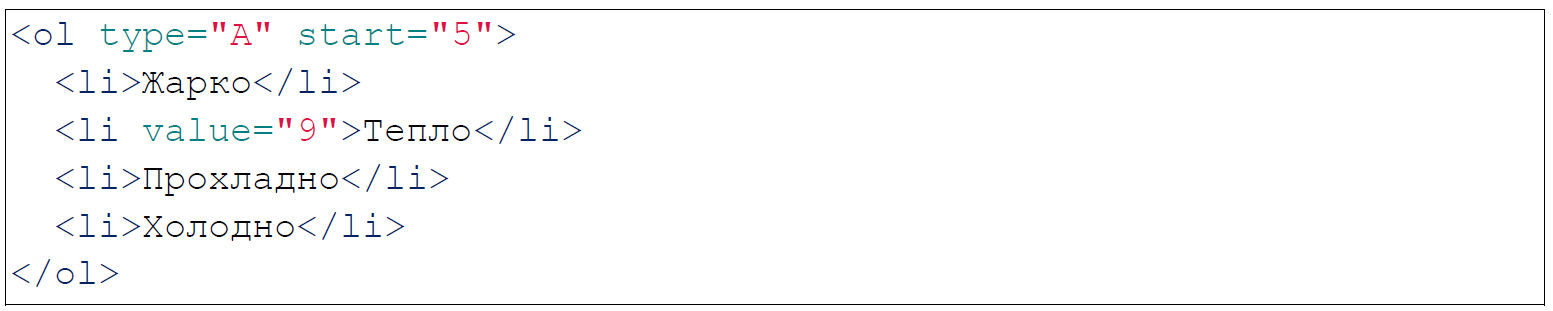 <ol type="A" start="5">
  <li>Жарко</li>
  <li value="9">Тепло</li>
  <li>Прохладно</li>
  <li>Холодно</li>
</ol>